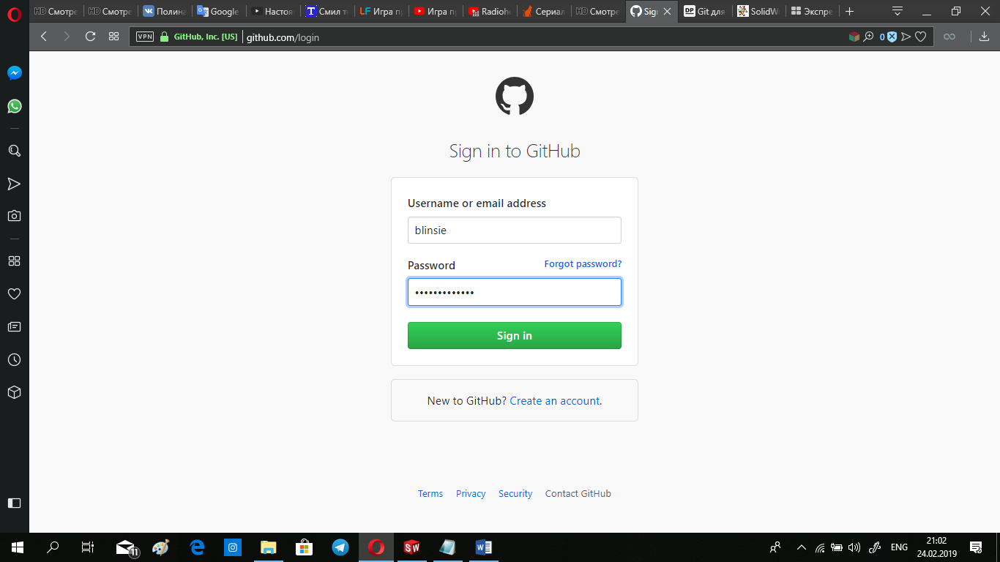 HD Смотре
HD Смотре
Полина
Google
Настоя
T Смил т
LF Игра п
Игра п
Radiohe
Сериал
HD Смотре
Sig
DP Git для
SolidW
Экспре
VPN GitHub, Inc. [US] github.com/login
0
Sign in to GitHub
Username or email address
blinsie
Password Forgot password?
•••••••••••••
Sign in
New to GitHub? Create an account.
Terms Privacy Security Contact GitHub
11
SW
W
ENG
21:02
24.02.2019